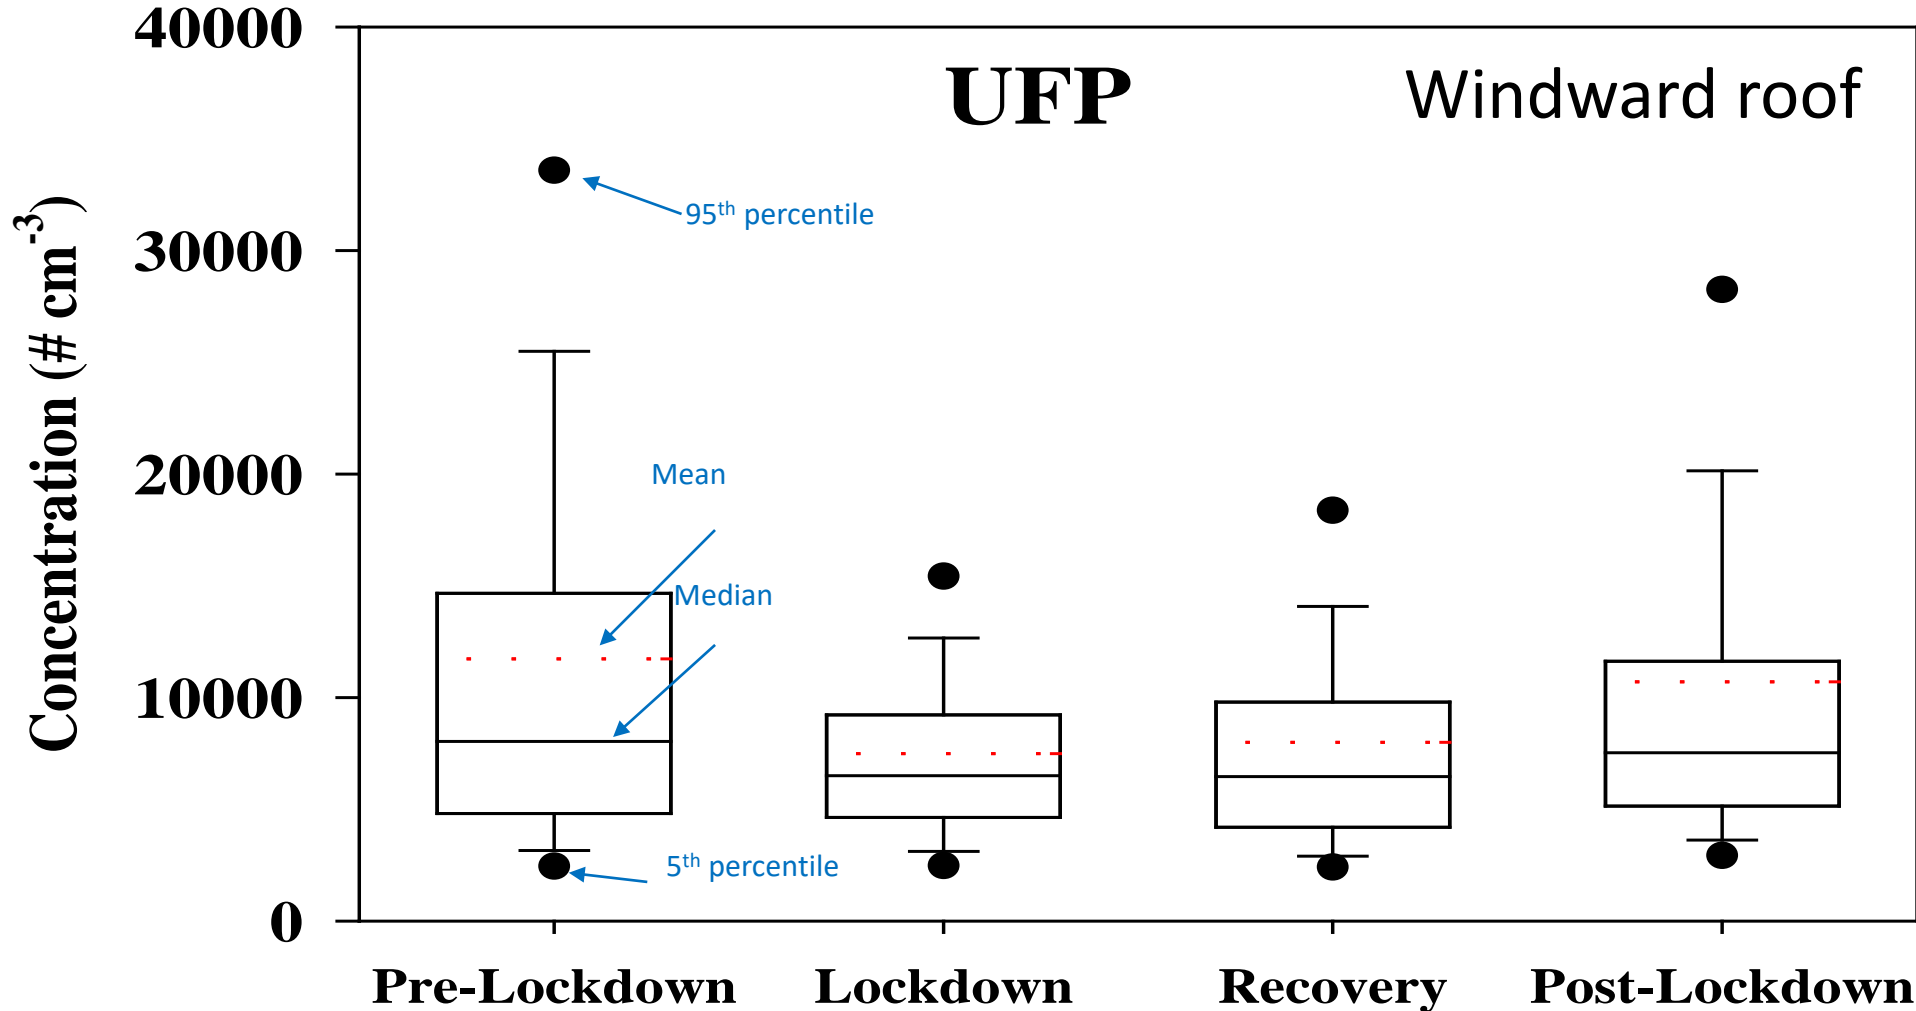 UFP
Windward roof
Concentration (# cm-3)
40000
30000
20000
10000
0
95th percentile
Mean
Median
5th percentile
Pre-Lockdown
Lockdown
Recovery
Post-Lockdown